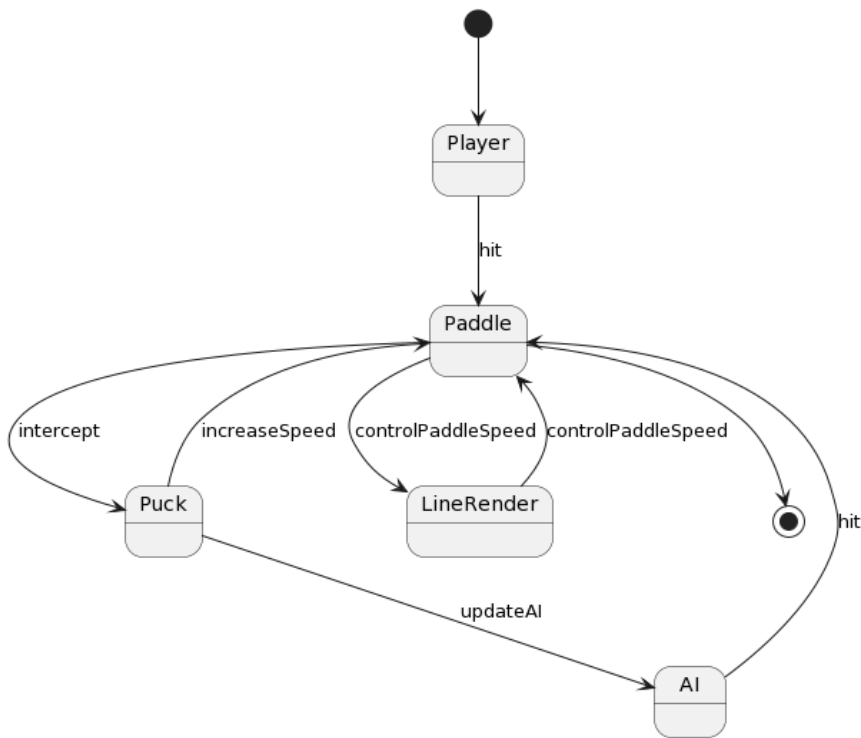 Player
hit
Paddle
intercept
increaseSpeed
controlPaddleSpeed
controlPaddleSpeed
Puck
LineRender
hit
updateAI
AI